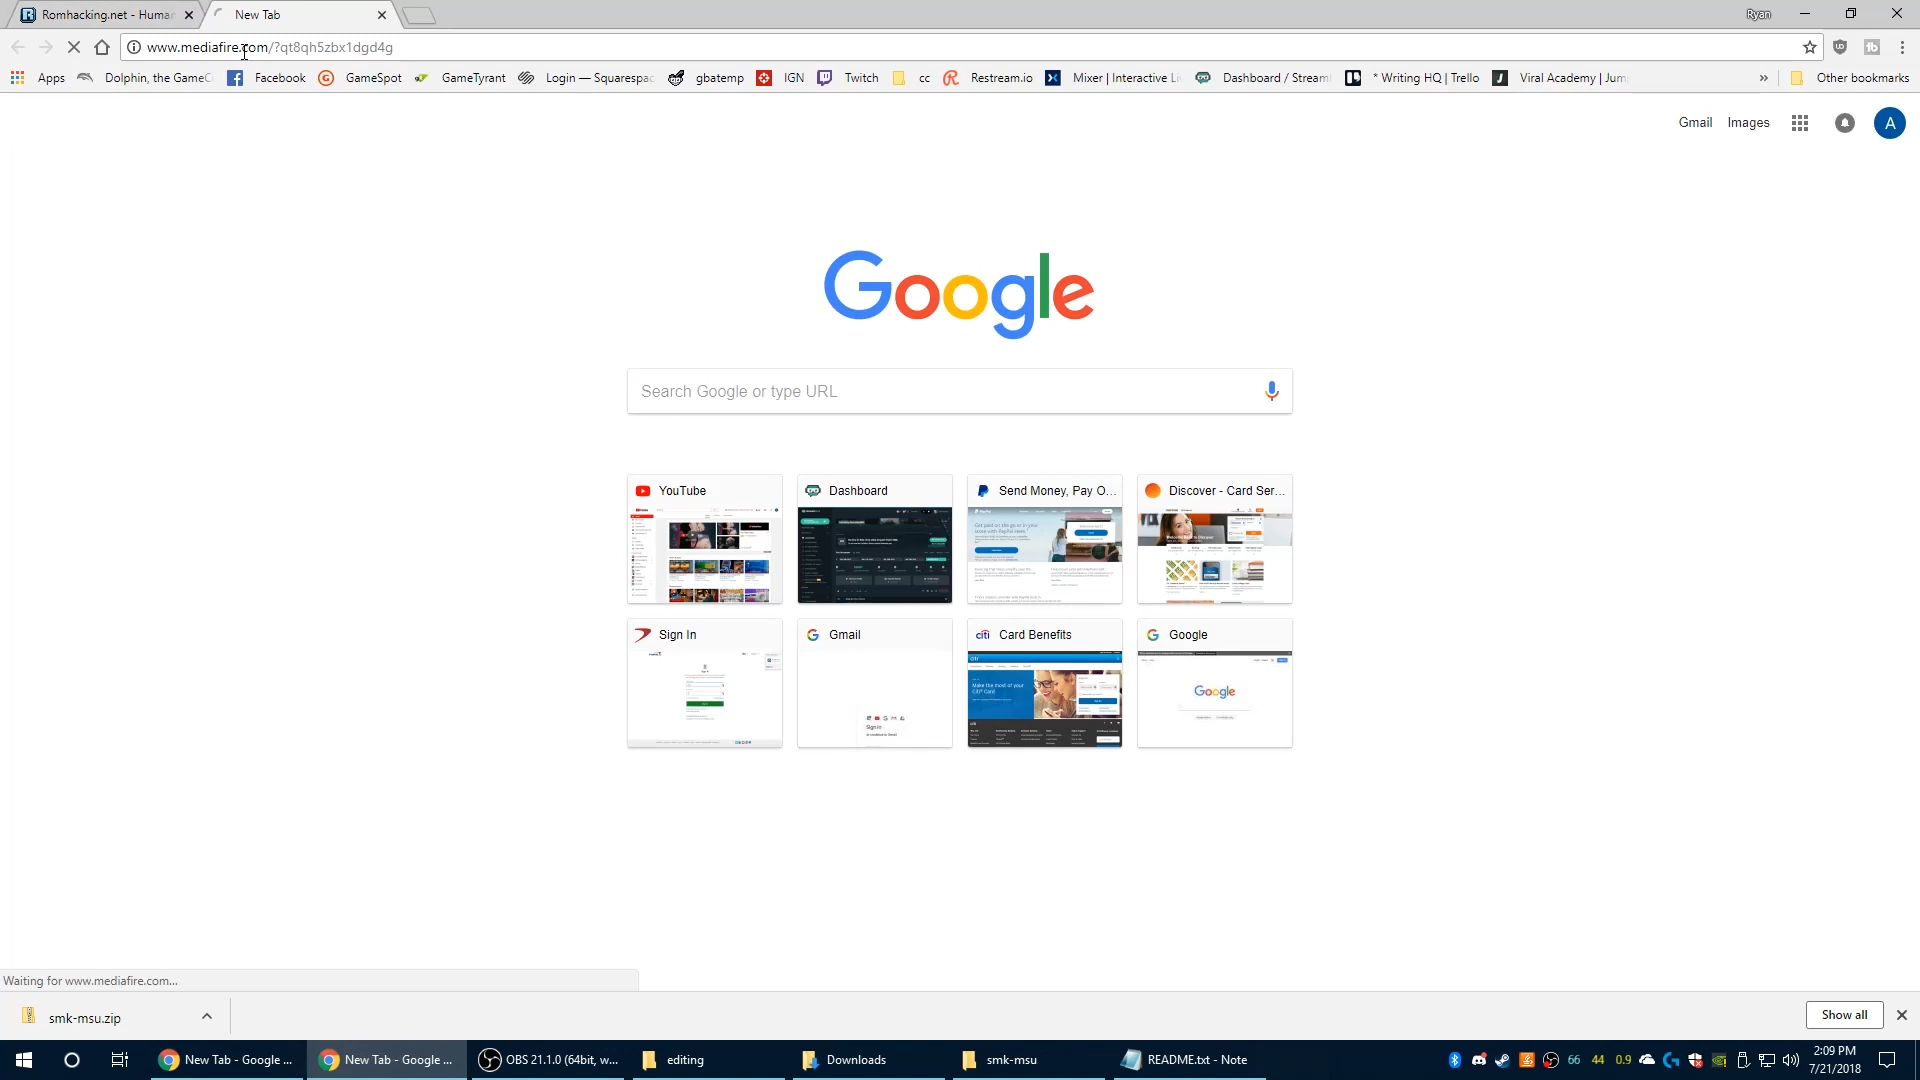 Romhacking.net - Human
New Tab
Ryan
www.mediafire.com/?qt8qh5zbx1dgd4g
Apps
Dolphin, the GameC
Facebook
GameSpot
GameTyrant
Login — Squarespac
gbatemp
IGN
Twitch
cc
Restream.io
Mixer | Interactive Li
Dashboard / Stream
* Writing HQ | Trello
Viral Academy | Jum
»
Other bookmarks
Gmail
Images
A
Google
Search Google or type URL
YouTube
Dashboard
Send Money, Pay O...
Discover - Card Ser...
Sign In
Gmail
Card Benefits
Google
Waiting for www.mediafire.com...
smk-msu.zip
Show all
New Tab - Google ...
New Tab - Google ...
OBS 21.1.0 (64bit, w...
editing
Downloads
smk-msu
README.txt - Note
66
44
0.9
2:09 PM
7/21/2018